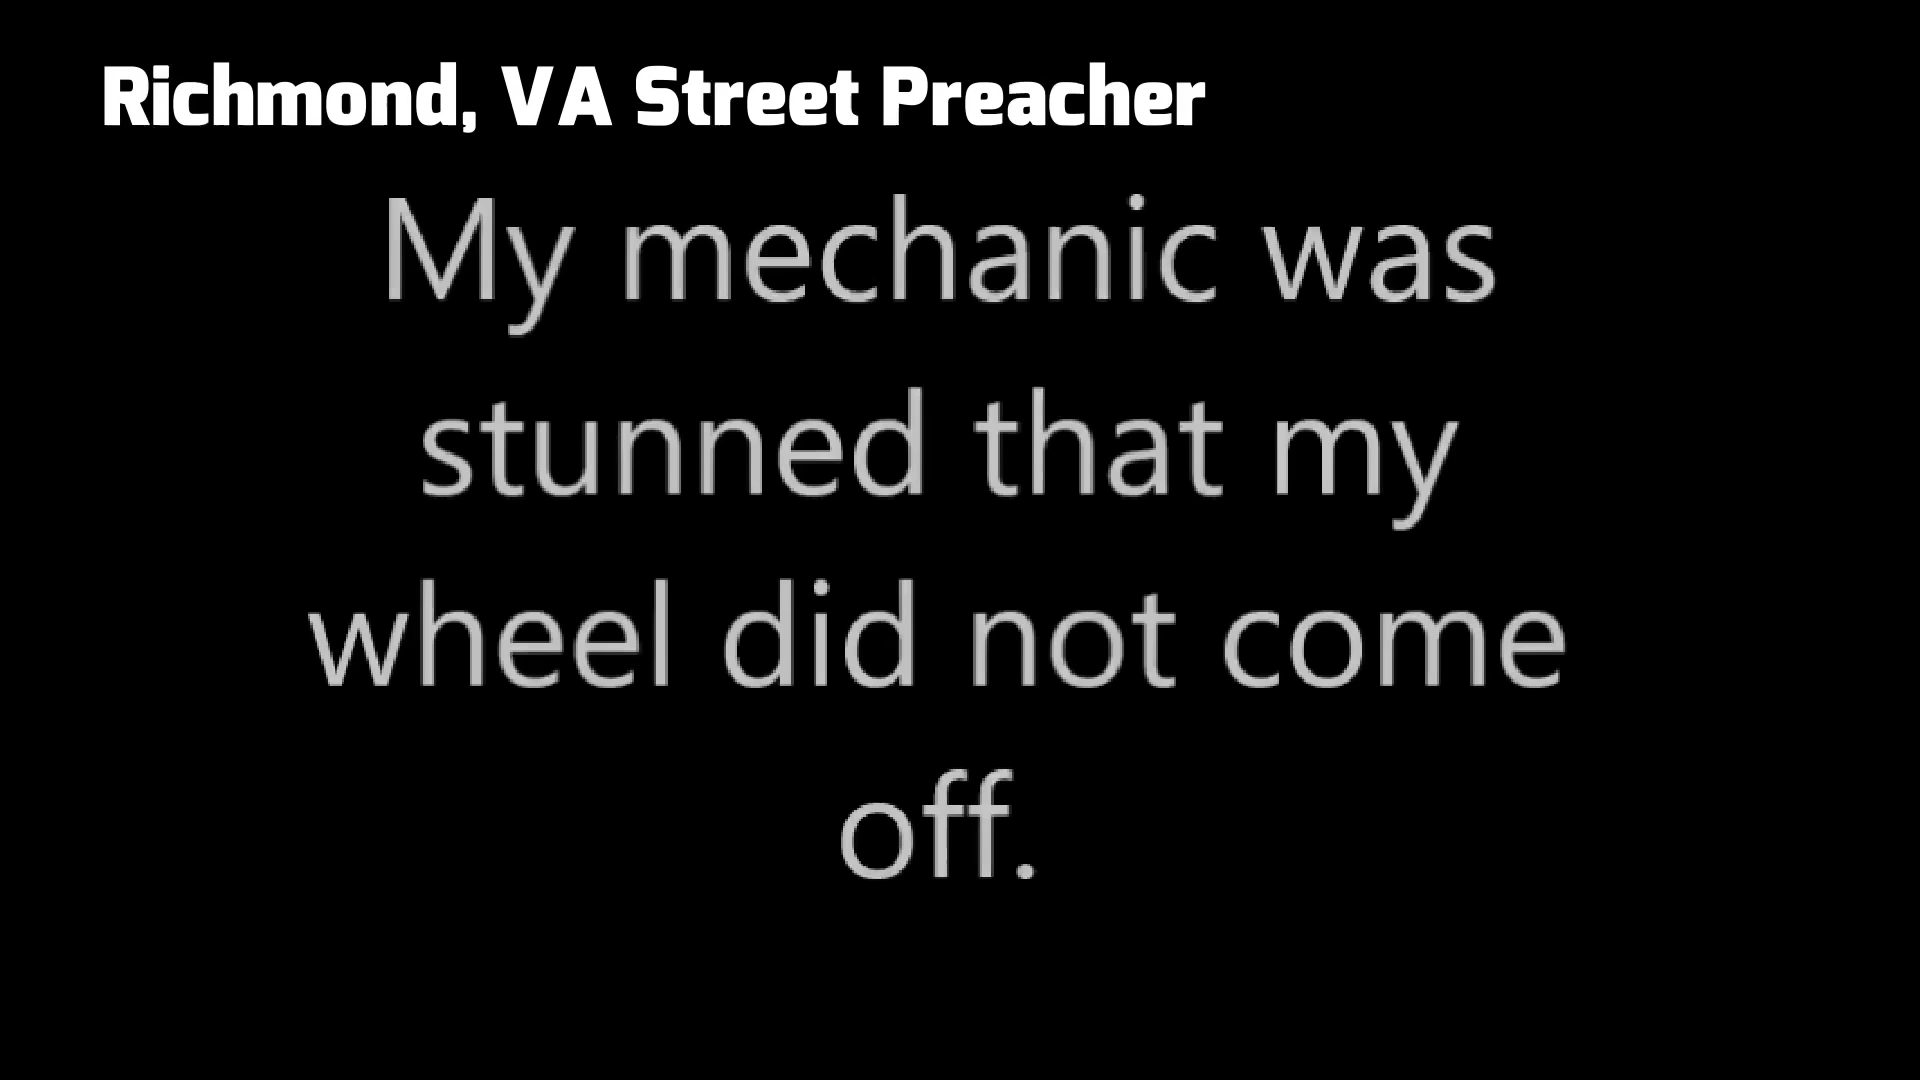 Richmond, VA Street Preacher
My mechanic was
stunned that my
wheel did not come
off.